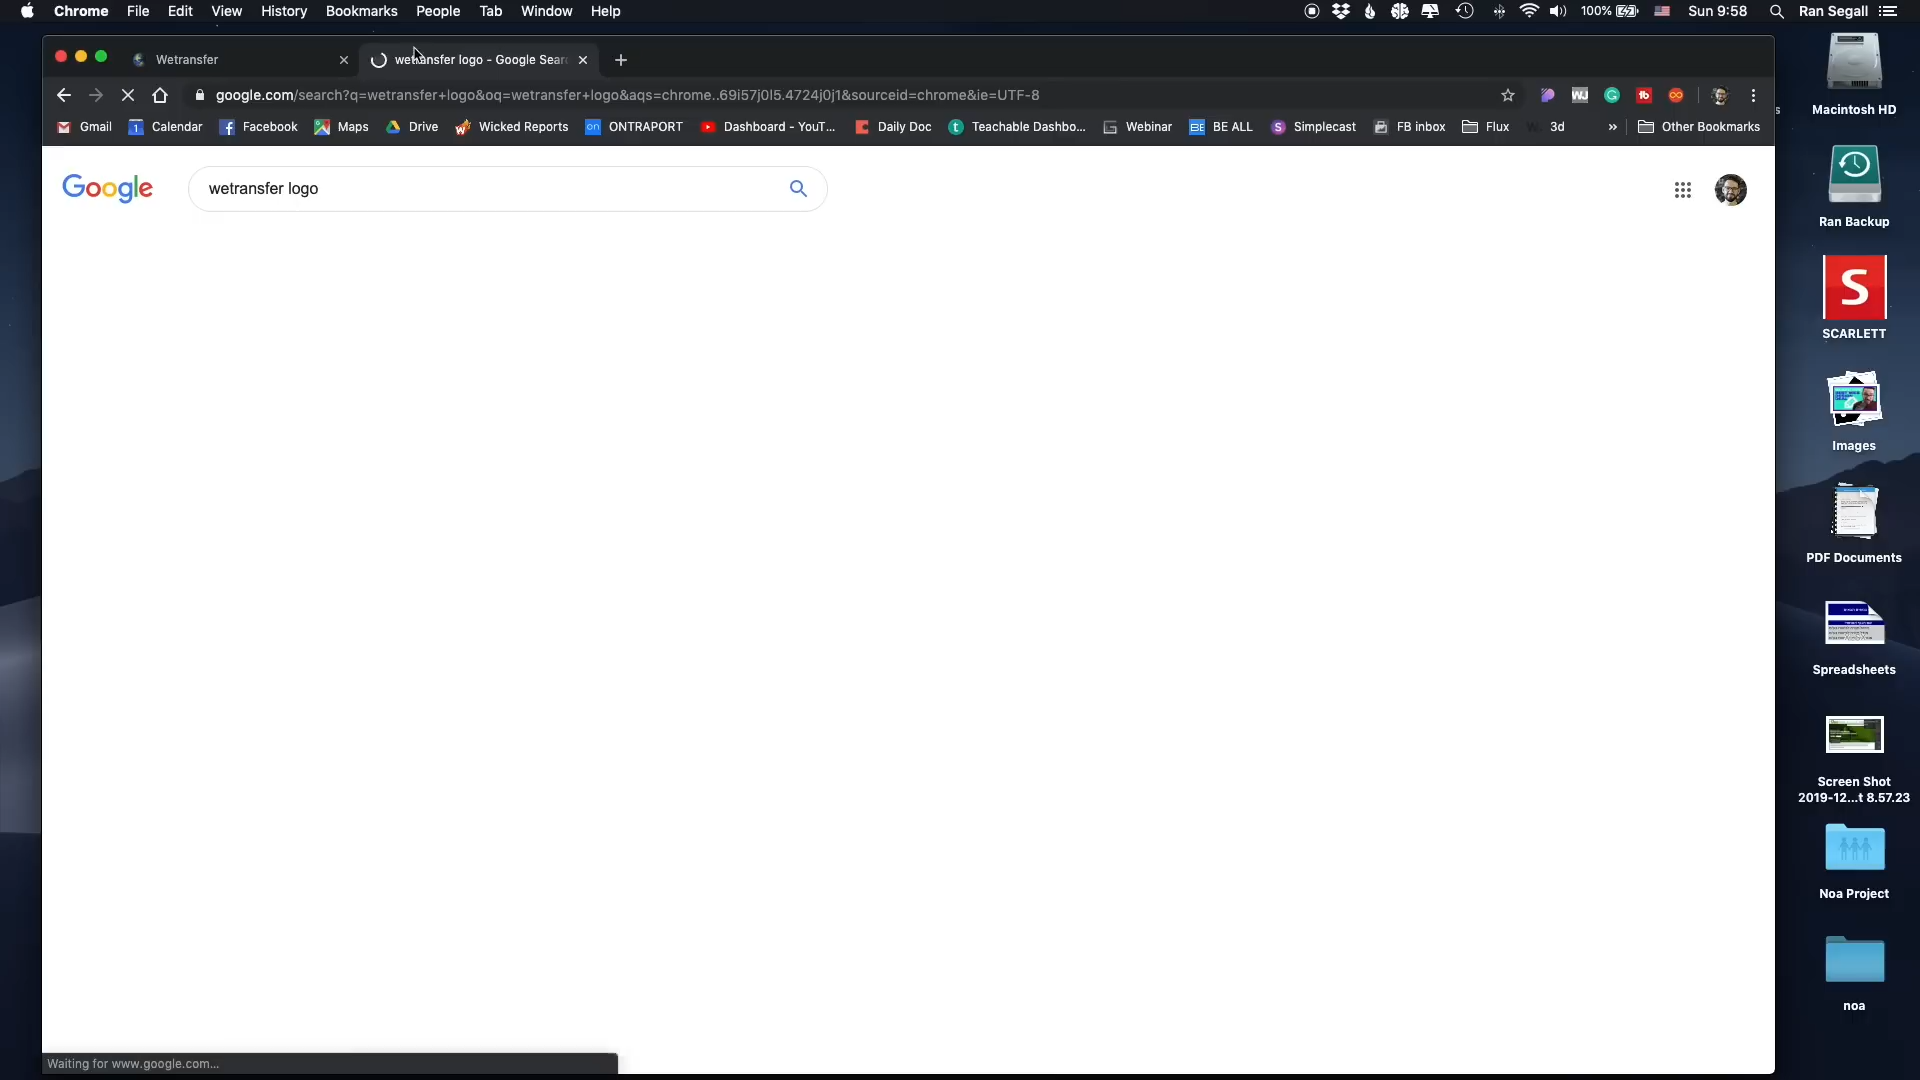 Chrome File Edit View History Bookmarks People Tab Window Help 100% Sun 9:58 Ran Segall
Wetransfer
wetransfer logo - Google Sear
google.com/search?q=wetransfer+logo&oq=wetransfer+logo&aqs=chrome..69i57j0l5.4724j0j1&sourceid=chrome&ie=UTF-8
Gmail Calendar Facebook Maps Drive Wicked Reports ONTRAPORT Dashboard - YouT... Daily Doc Teachable Dashbo... Webinar BE ALL Simplecast FB inbox Flux 3d » Other Bookmarks
Google
wetransfer logo
Macintosh HD
Ran Backup
S
SCARLETT
Images
PDF Documents
Spreadsheets
Screen Shot
2019-12...t 8.57.23
Noa Project
noa
Waiting for www.google.com...